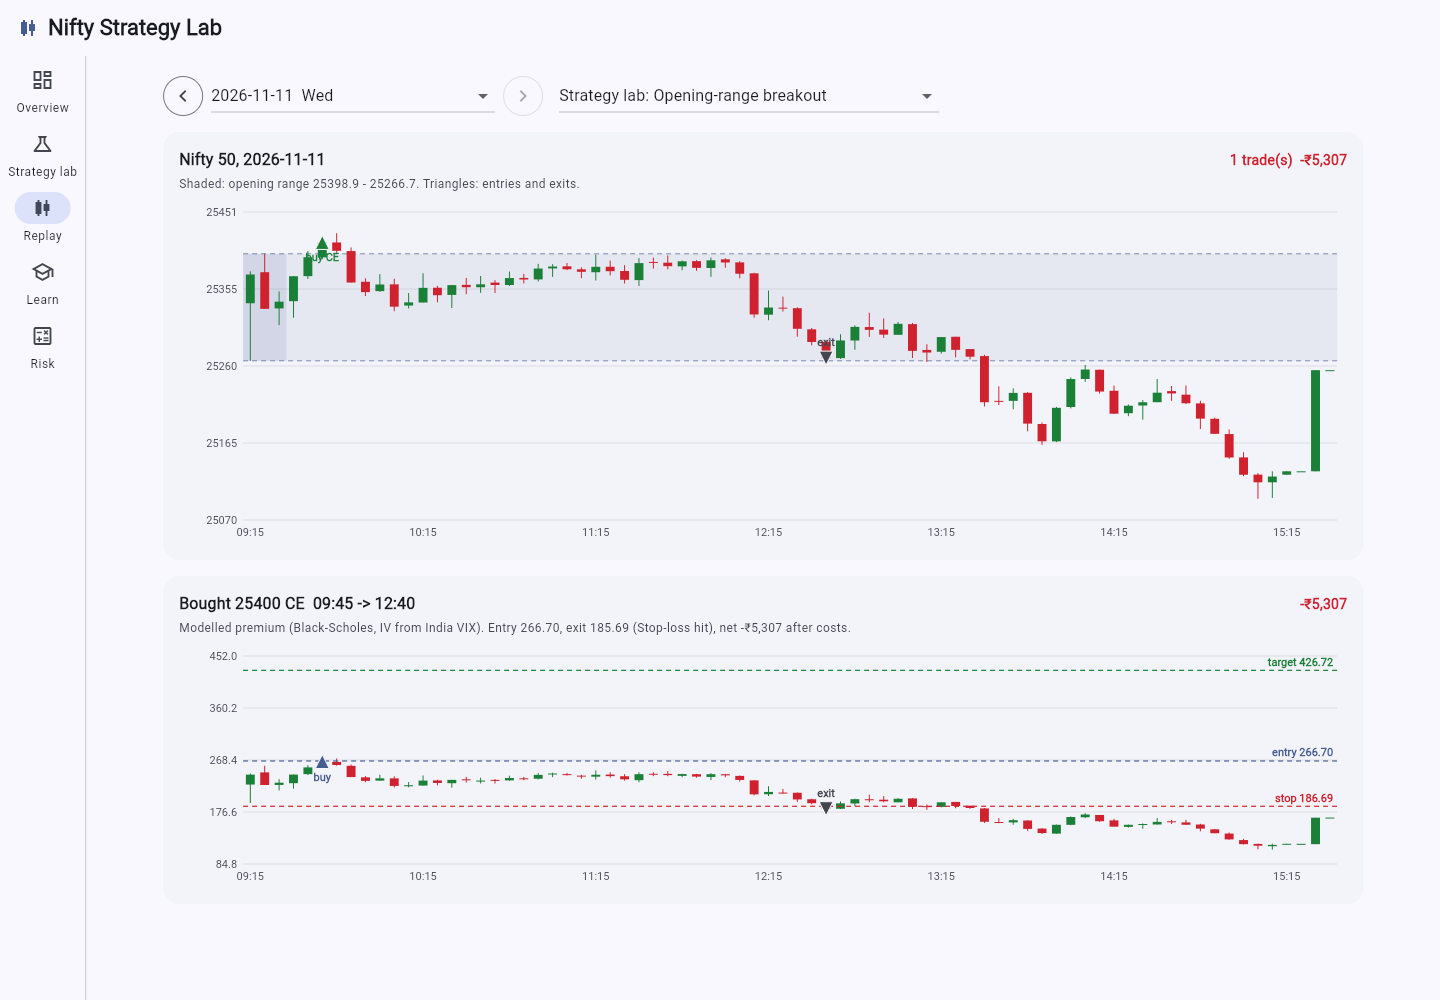 Nifty Strategy Lab
Overview
Strategy lab
Replay
Learn
Risk
2026-11-11 Wed
Strategy lab: Opening-range breakout
Nifty 50, 2026-11-11
1 trade(s) -₹5,307
Shaded: opening range 25398.9 - 25266.7. Triangles: entries and exits.
25451
buy CE
25355
exit
25260
25165
25070
09:15 10:15 11:15 12:15 13:15 14:15 15:15
Bought 25400 CE 09:45 -> 12:40
-₹5,307
Modelled premium (Black-Scholes, IV from India VIX). Entry 266.70, exit 185.69 (Stop-loss hit), net -₹5,307 after costs.
452.0
target 426.72
360.2
entry 266.70
268.4
buy
exit
stop 186.69
176.6
84.8
09:15 10:15 11:15 12:15 13:15 14:15 15:15